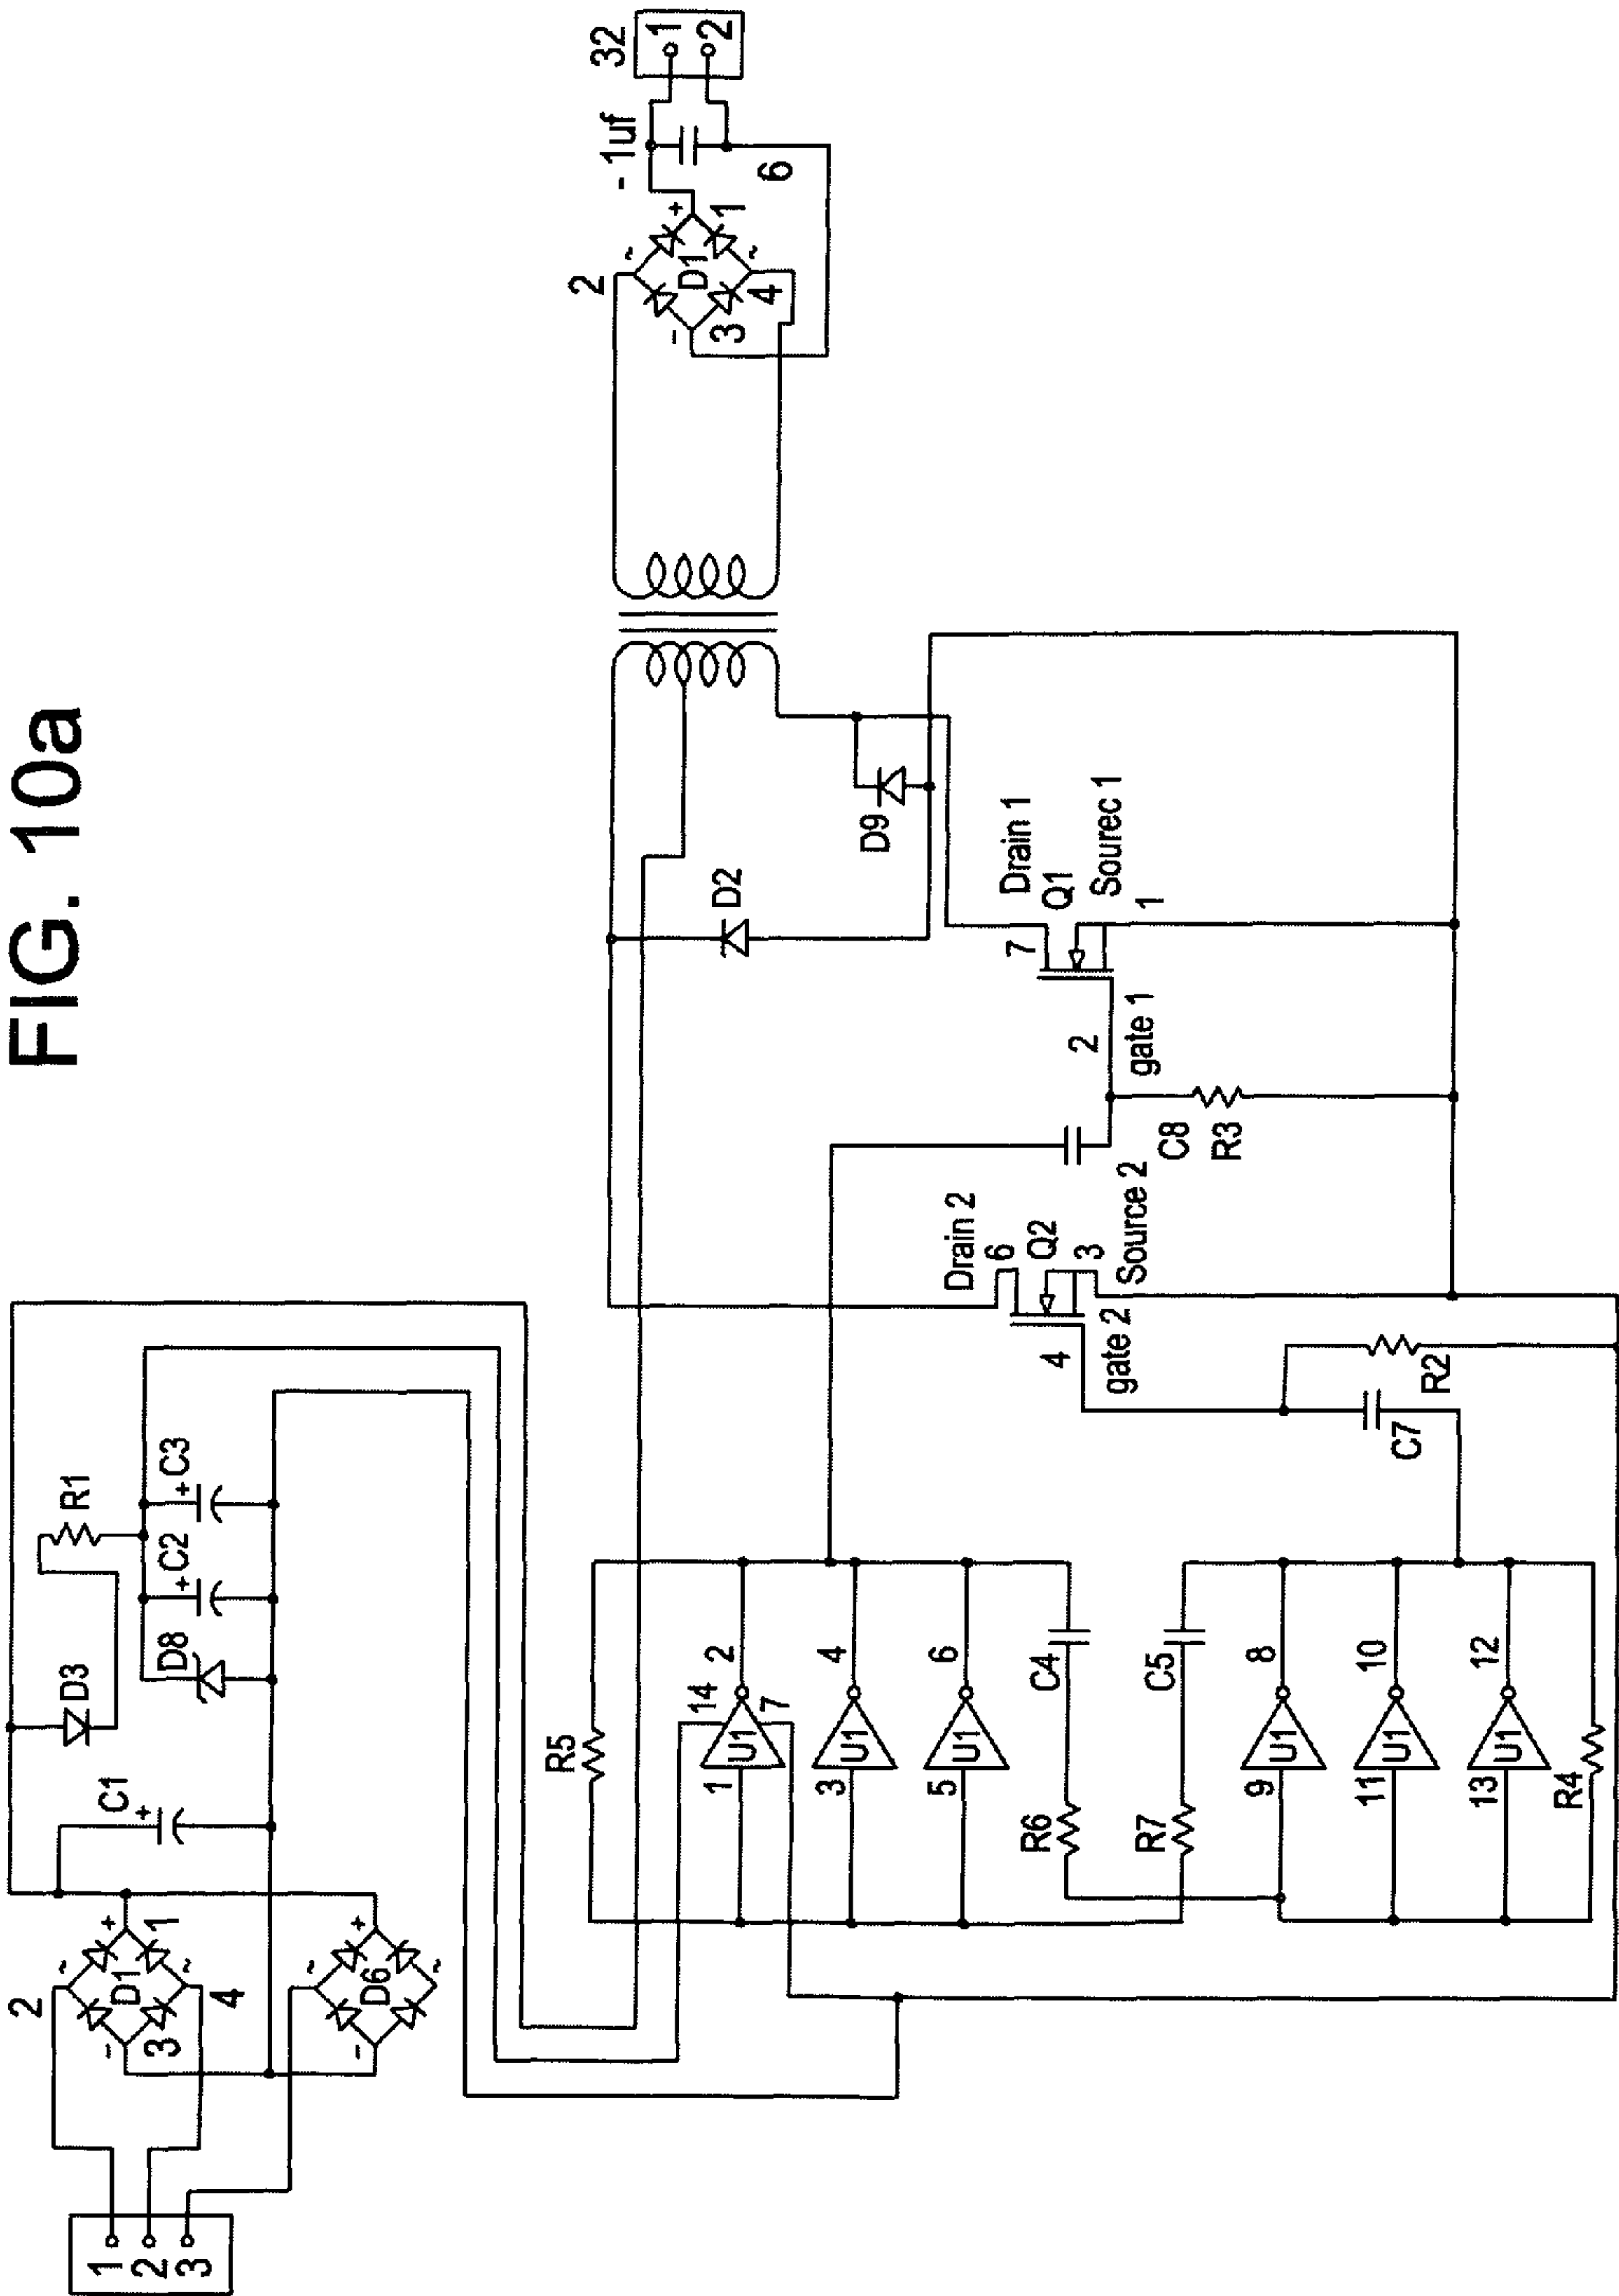 FIG. 10a
1
2
3
2
D1
+
1
-
3
4
~
~
D6
+
-
~
~
C1
+
D3
R1
D8
C2
+
C3
+
R5
14
1
U1
2
7
3
U1
4
5
U1
6
R6
C4
R7
C5
9
U1
8
11
U1
10
13
U1
12
R4
C7
R2
4
gate 2
Drain 2
6
Q2
3
Source 2
C8
R3
2
gate 1
Drain 1
7
Q1
Sourec 1
1
D2
D9
2
~
+
D1
1
-
3
4
~
- 1uf
6
32
1
2